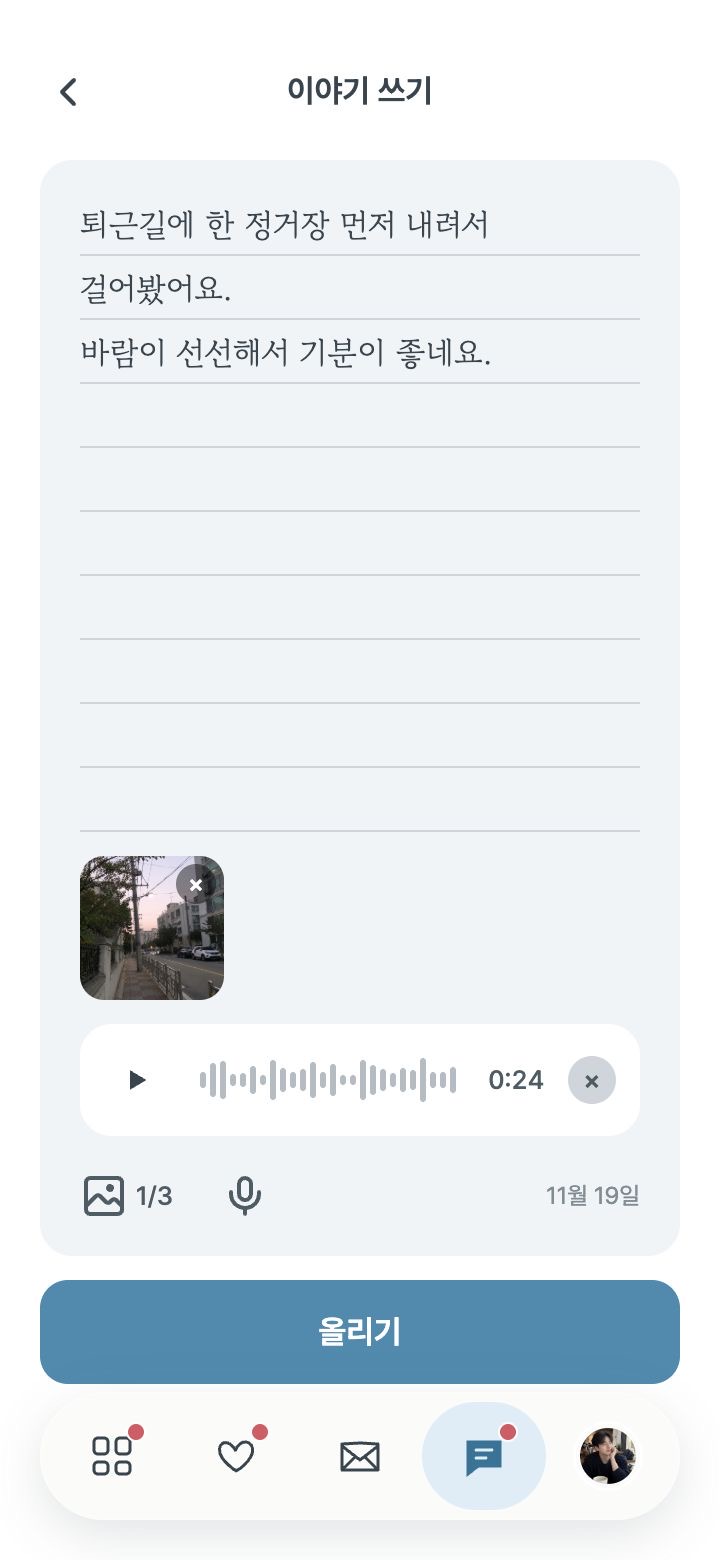 이야기 쓰기
퇴근길에 한 정거장 먼저 내려서
걸어봤어요.
바람이 선선해서 기분이 좋네요.
0:24
1/3
11월 19일
올리기